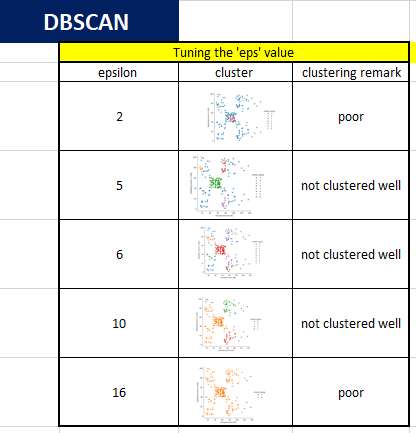 DBSCAN
Tuning the 'eps' value
epsilon cluster clustering remark
2 poor
5 not clustered well
6 not clustered well
10 not clustered well
16 poor